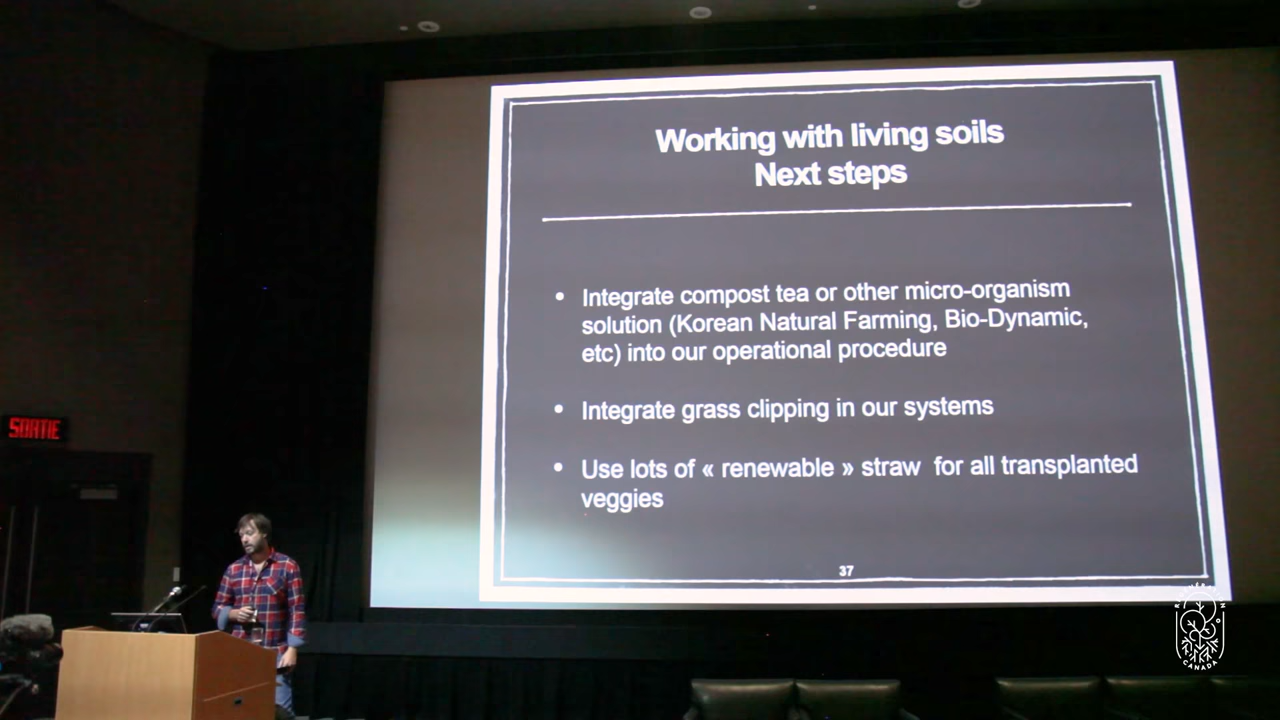 Working with living soils
Next steps
• Integrate compost tea or other micro-organism
solution (Korean Natural Farming, Bio-Dynamic,
etc) into our operational procedure
• Integrate grass clipping in our systems
• Use lots of « renewable » straw for all transplanted
veggies
37
SORTIE
CANADA